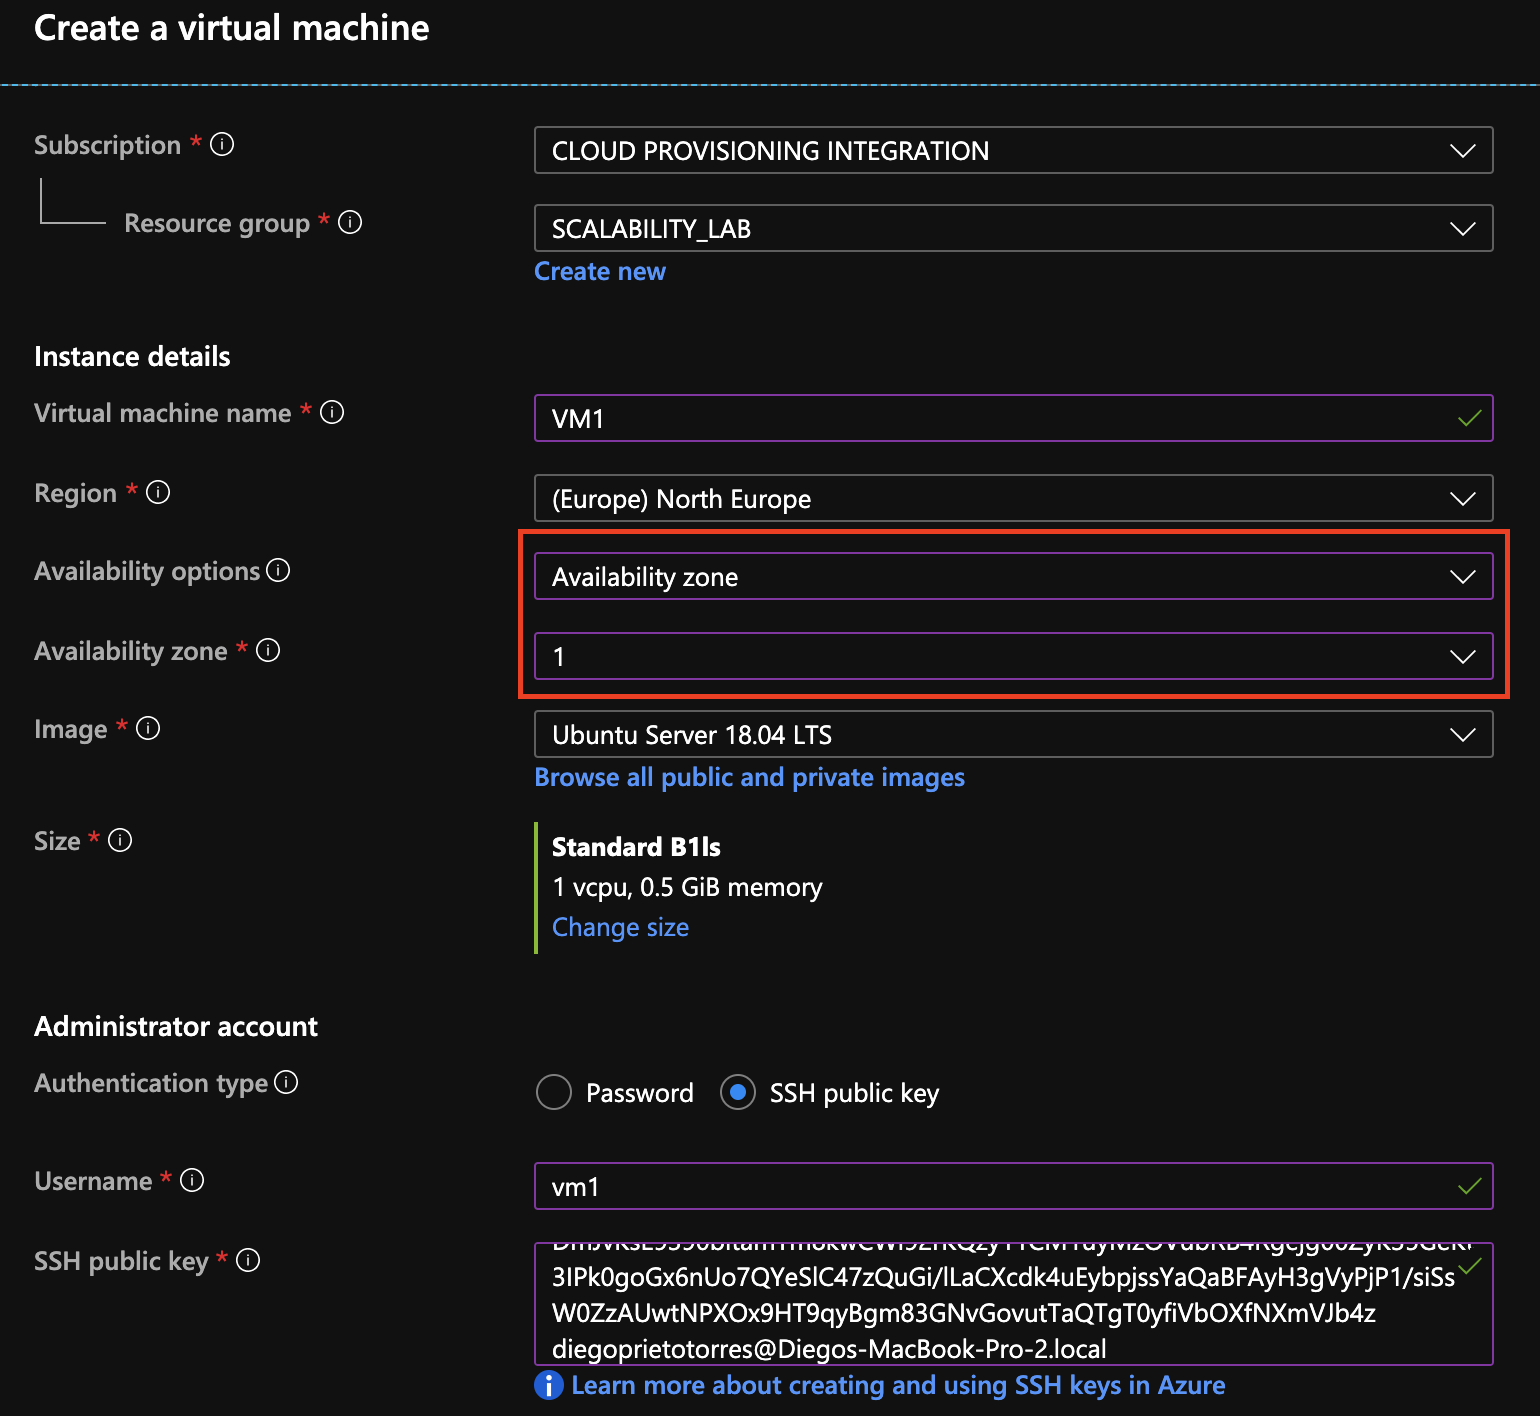 Create a virtual machine
Subscription *
CLOUD PROVISIONING INTEGRATION
Resource group *
SCALABILITY_LAB
Create new
Instance details
Virtual machine name *
VM1
Region *
(Europe) North Europe
Availability options
Availability zone
Availability zone *
1
Image *
Ubuntu Server 18.04 LTS
Browse all public and private images
Size *
Standard B1ls
1 vcpu, 0.5 GiB memory
Change size
Administrator account
Authentication type
Password
SSH public key
Username *
vm1
SSH public key *
3IPk0goGx6nUo7QYeSlC47zQuGi/lLaCXcdk4uEybpjssYaQaBFAyH3gVyPjP1/siSs
W0ZzAUwtNPXOx9HT9qyBgm83GNvGovutTaQTgT0yfiVbOXfNXmVJb4z
diegoprietotorres@Diegos-MacBook-Pro-2.local
Learn more about creating and using SSH keys in Azure